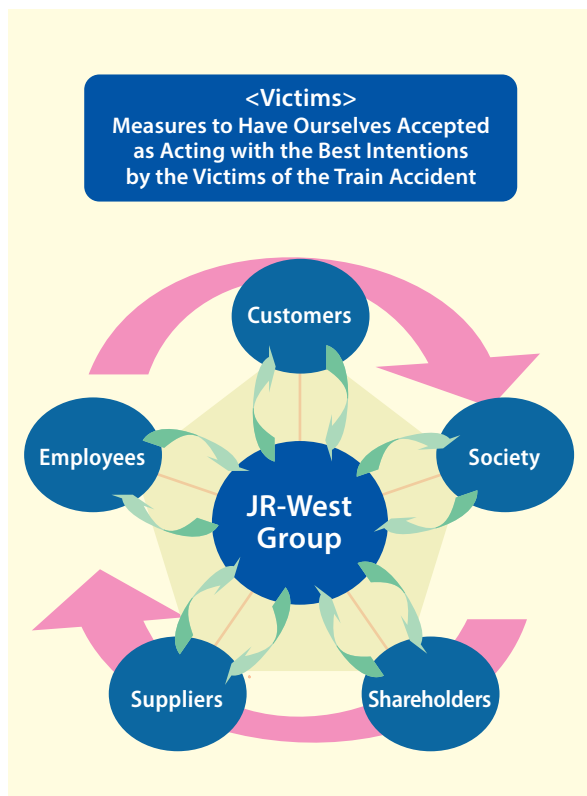 <Victims>
Measures to Have Ourselves Accepted
as Acting with the Best Intentions
by the Victims of the Train Accident
Customers
Employees
Society
JR-West
Group
Suppliers
Shareholders